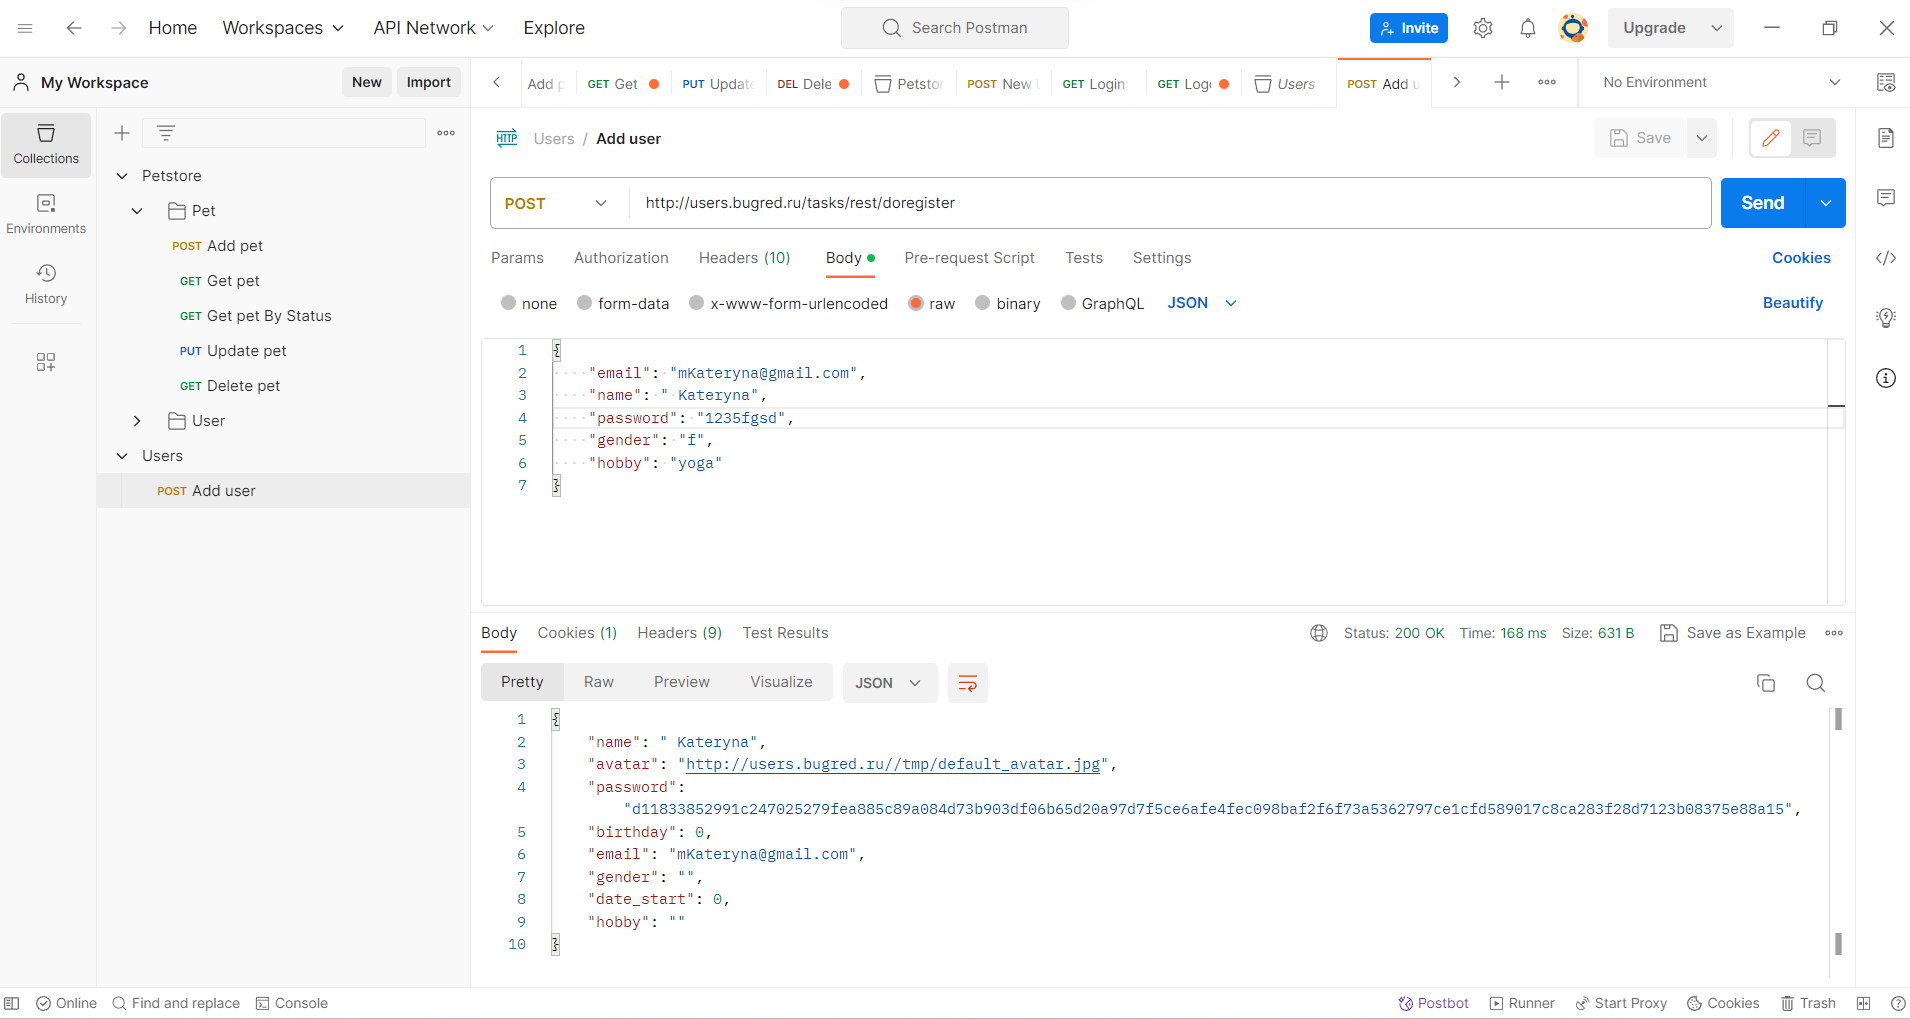 Home Workspaces API Network Explore Search Postman Invite Upgrade
My Workspace New Import
Add p GET Get PUT Update DEL Dele Petstor POST New GET Login GET Log Users POST Add u No Environment
Collections
Environments
History
Petstore
Pet
POST Add pet
GET Get pet
GET Get pet By Status
PUT Update pet
GET Delete pet
User
Users
POST Add user
HTTP Users / Add user Save
POST http://users.bugred.ru/tasks/rest/doregister Send
Params Authorization Headers (10) Body Pre-request Script Tests Settings Cookies
none form-data x-www-form-urlencoded raw binary GraphQL JSON Beautify
1 {
2 "email": "mKateryna@gmail.com",
3 "name": " Kateryna",
4 "password": "1235fgsd",
5 "gender": "f",
6 "hobby": "yoga"
7 }
Body Cookies (1) Headers (9) Test Results Status: 200 OK Time: 168 ms Size: 631 B Save as Example
Pretty Raw Preview Visualize JSON
1 {
2 "name": " Kateryna",
3 "avatar": "http://users.bugred.ru//tmp/default_avatar.jpg",
4 "password":
"d11833852991c247025279fea885c89a084d73b903df06b65d20a97d7f5ce6afe4fec098baf2f6f73a5362797ce1cfd589017c8ca283f28d7123b08375e88a15",
5 "birthday": 0,
6 "email": "mKateryna@gmail.com",
7 "gender": "",
8 "date_start": 0,
9 "hobby": ""
10 }
Online Find and replace Console Postbot Runner Start Proxy Cookies Trash